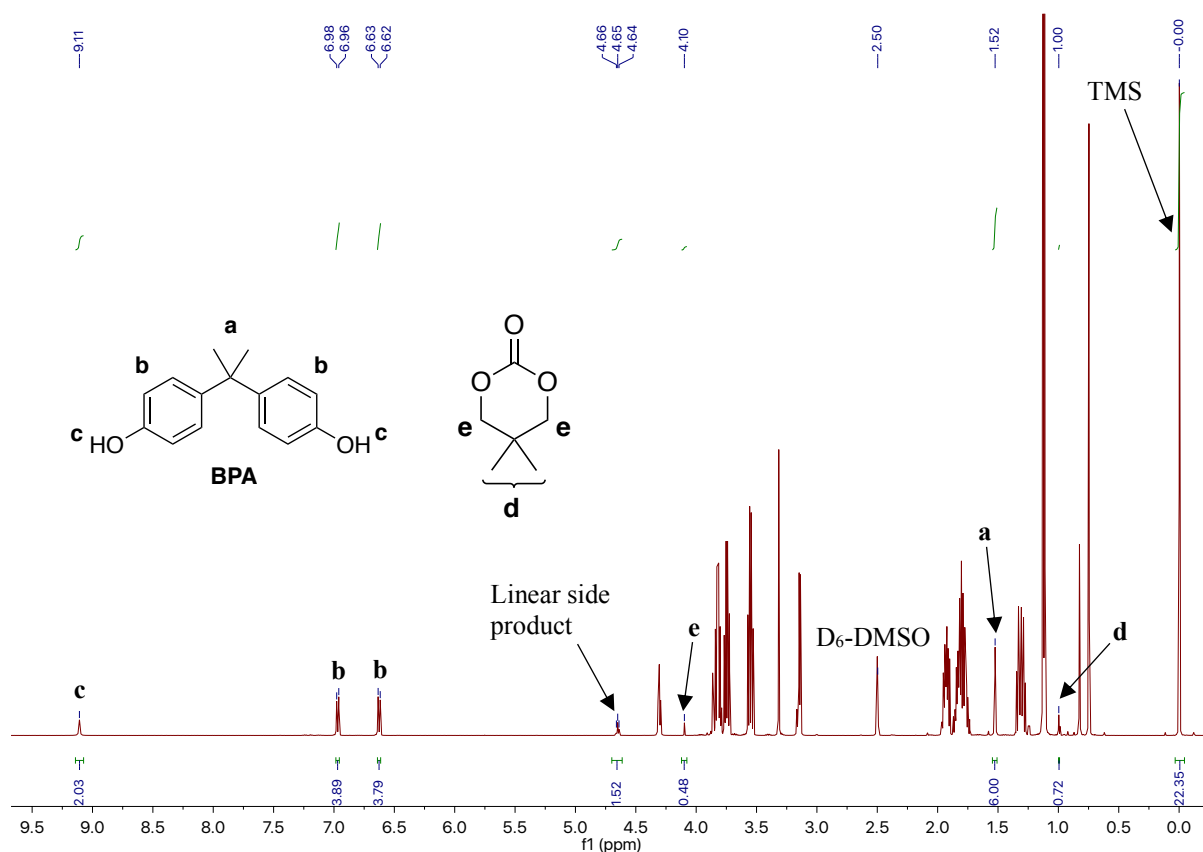 9.11
6.98
6.96
6.63
6.62
4.66
4.65
4.64
4.10
2.50
1.52
1.00
-0.00
TMS
O
a
b
b
O
O
c
HO
OH
c
e
e
BPA
d
a
Linear side
product
e
D₆-DMSO
d
c
b
b
2.03
3.89
3.79
1.52
0.48
6.00
0.72
22.35
9.5 9.0 8.5 8.0 7.5 7.0 6.5 6.0 5.5 5.0 4.5 4.0 3.5 3.0 2.5 2.0 1.5 1.0 0.5 0.0
f1 (ppm)